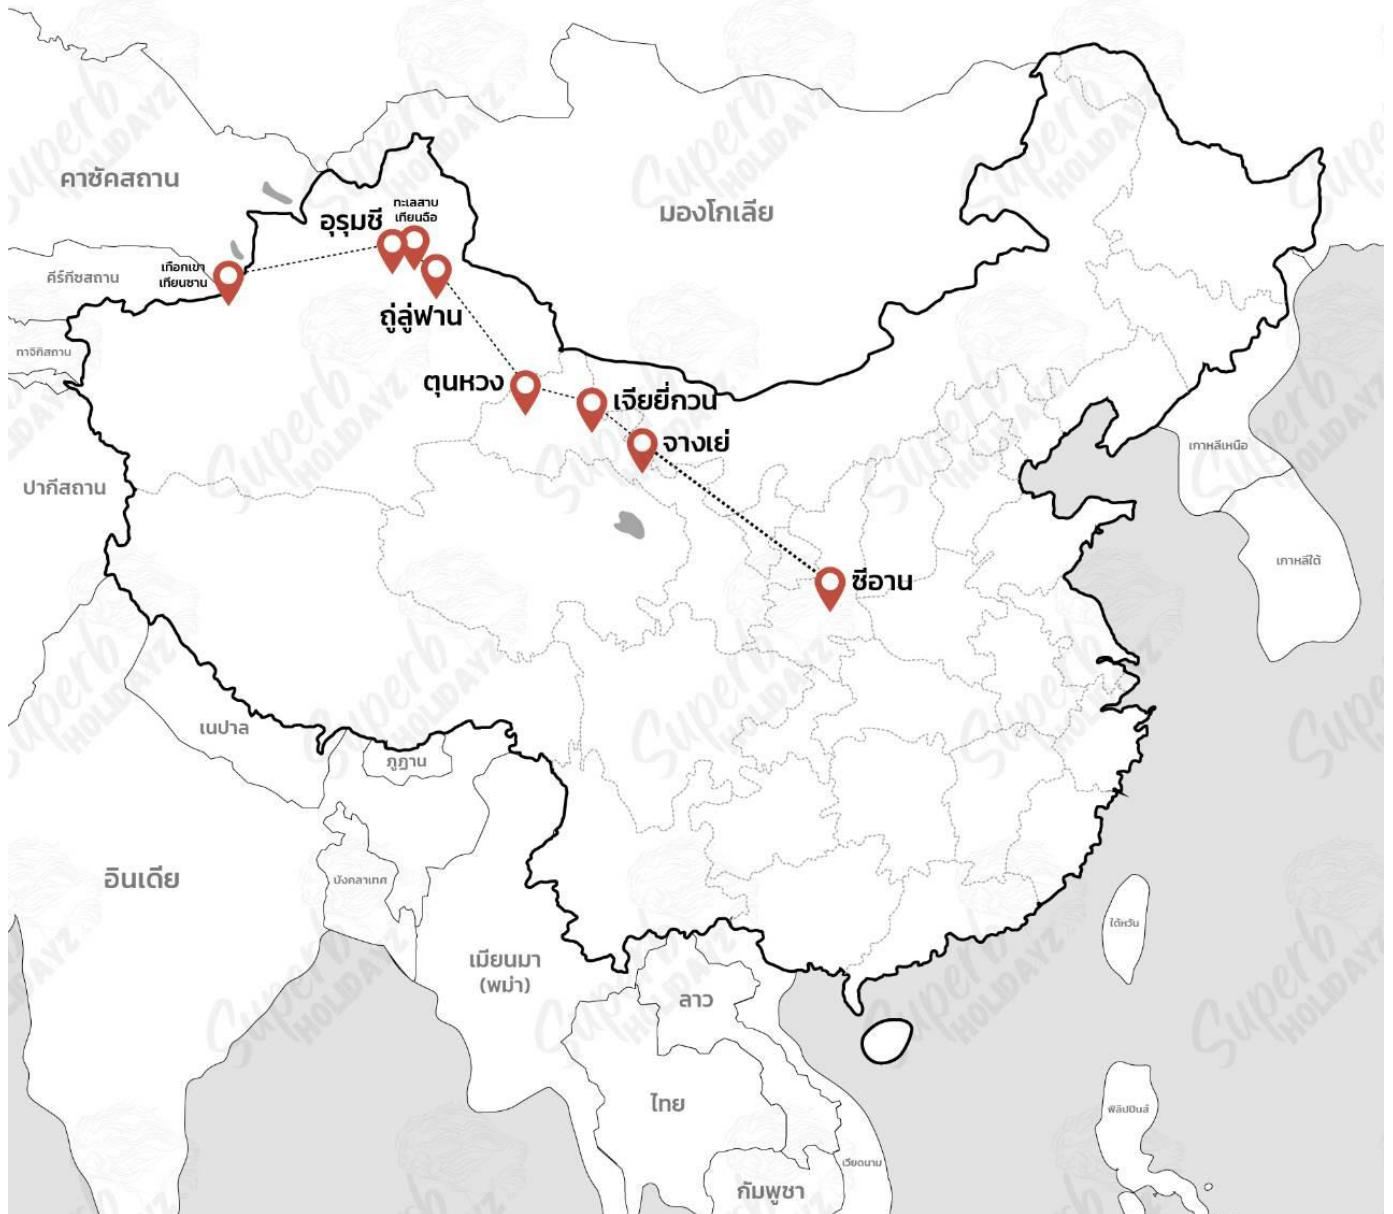 คาซัคสถาน
มองโกเลีย
อุรุมชี
ทะเลสาบ
เทียนฉือ
คีร์กีซสถาน
เทือกเขา
เทียนซาน
ถู่ลู่ฟาน
ทาจิกิสถาน
ตุนหวง
เจียยี่กวน
จางเย่
เกาหลีเหนือ
ปากีสถาน
เกาหลีใต้
ซีอาน
เนปาล
ภูฏาน
อินเดีย
บังคลาเทศ
ไต้หวัน
เมียนมา
(พม่า)
ลาว
ไทย
ฟิลิปปินส์
เวียดนาม
กัมพูชา
Superb
HOLIDAYZ